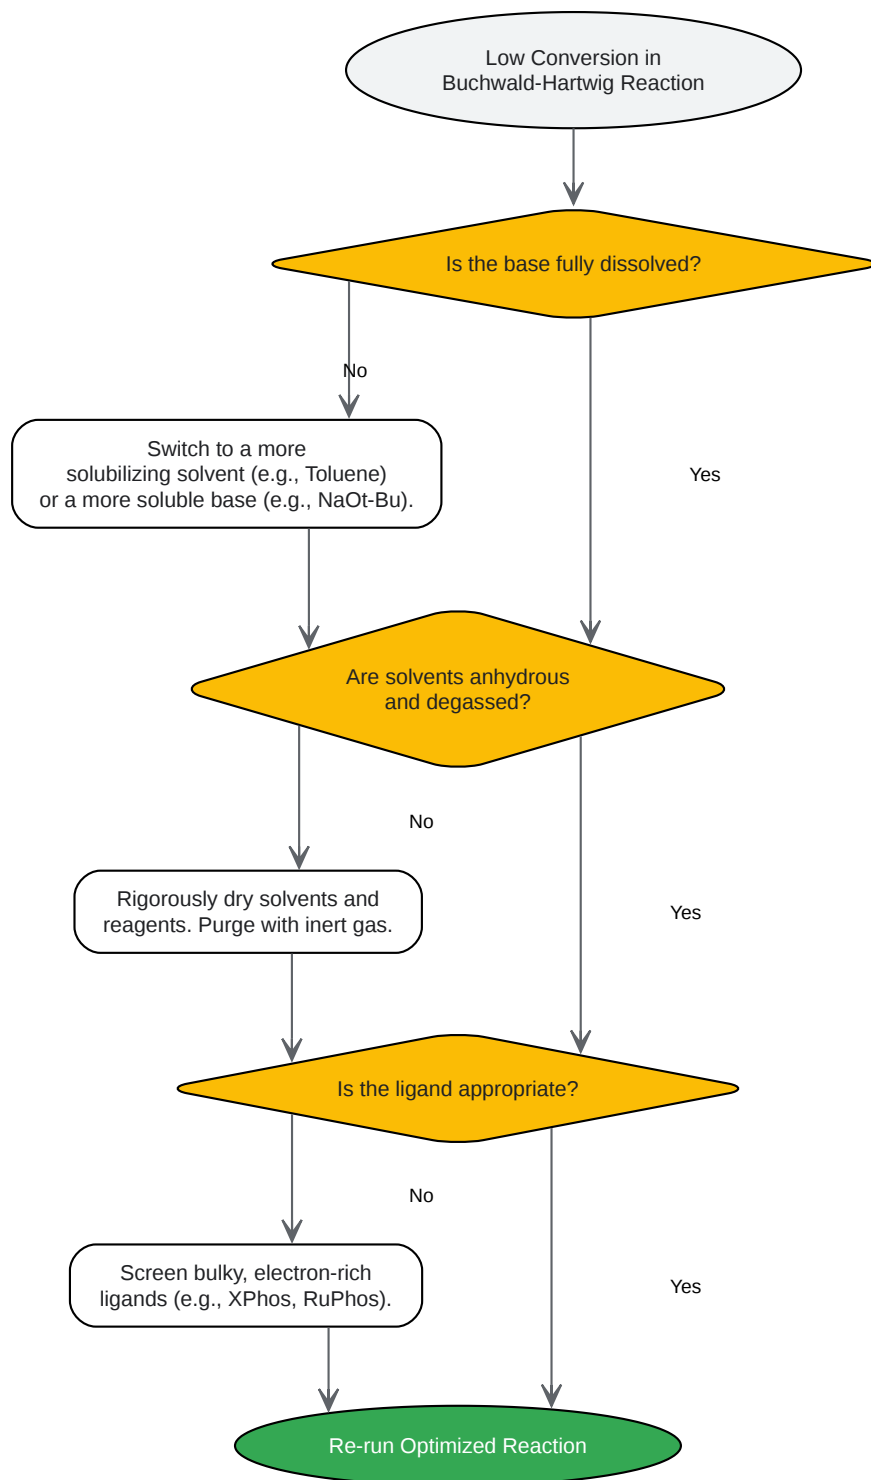 Low Conversion in
Buchwald-Hartwig Reaction
Is the base fully dissolved?
No
Switch to a more
solubilizing solvent (e.g., Toluene)
or a more soluble base (e.g., NaOt-Bu).
Yes
Are solvents anhydrous
and degassed?
No
Rigorously dry solvents and
reagents. Purge with inert gas.
Yes
Is the ligand appropriate?
No
Screen bulky, electron-rich
ligands (e.g., XPhos, RuPhos).
Yes
Re-run Optimized Reaction